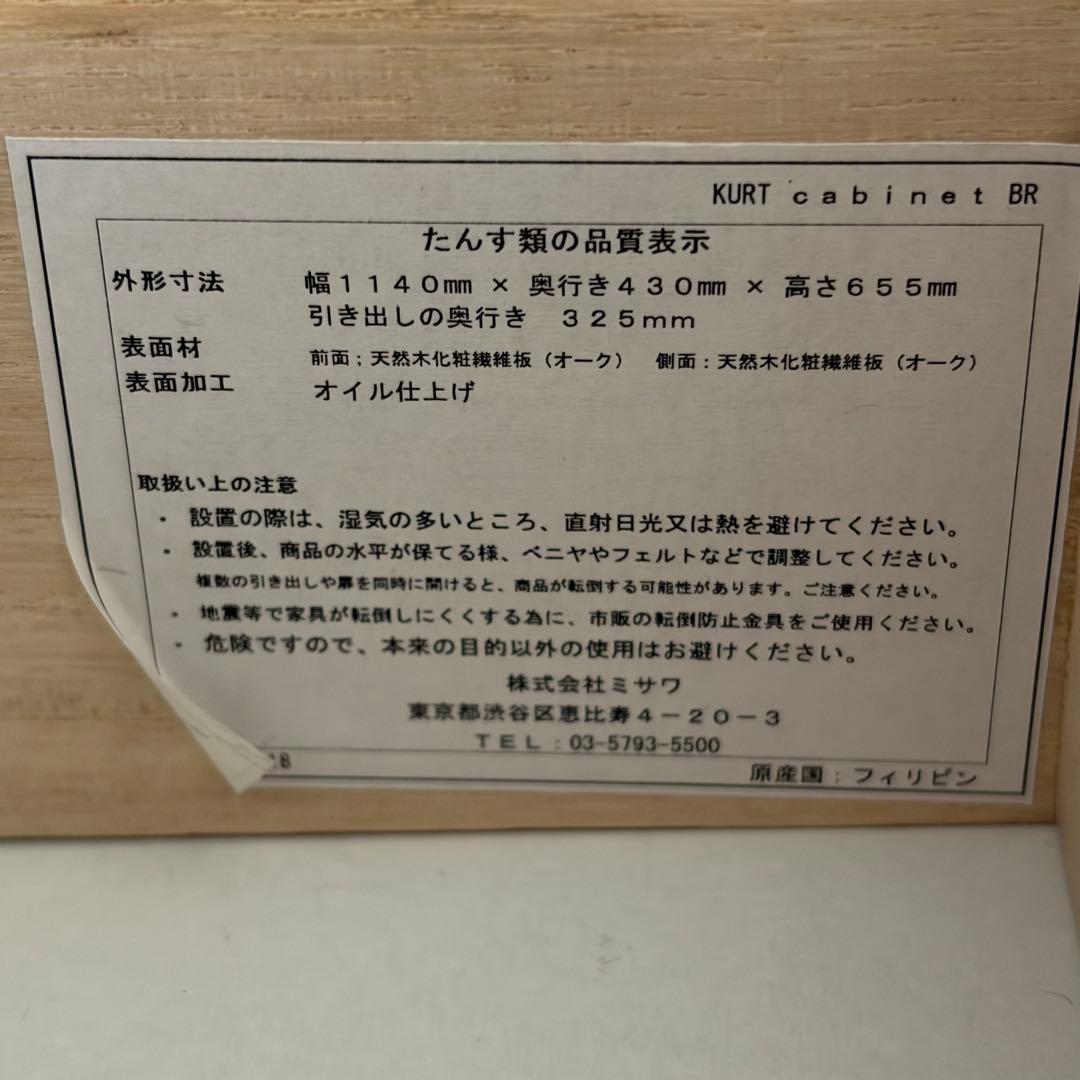 KURT cabinet BR
たんす類の品質表示
外形寸法 幅１１４０㎜ × 奥行き４３０㎜ × 高さ６５５㎜
引き出しの奥行き ３２５ｍｍ
表面材 前面；天然木化粧繊維板（オーク） 側面：天然木化粧繊維板（オーク）
表面加工 オイル仕上げ
取扱い上の注意
・ 設置の際は、湿気の多いところ、直射日光又は熱を避けてください。
・ 設置後、商品の水平が保てる様、ベニヤやフェルトなどで調整してください。
複数の引き出しや扉を同時に開けると、商品が転倒する可能性があります。ご注意ください。
・ 地震等で家具が転倒しにくくする為に、市販の転倒防止金具をご使用ください。
・ 危険ですので、本来の目的以外の使用はお避けください。
株式会社ミサワ
東京都渋谷区恵比寿４－２０－３
ＴＥＬ：03-5793-5500
原産国：フィリピン